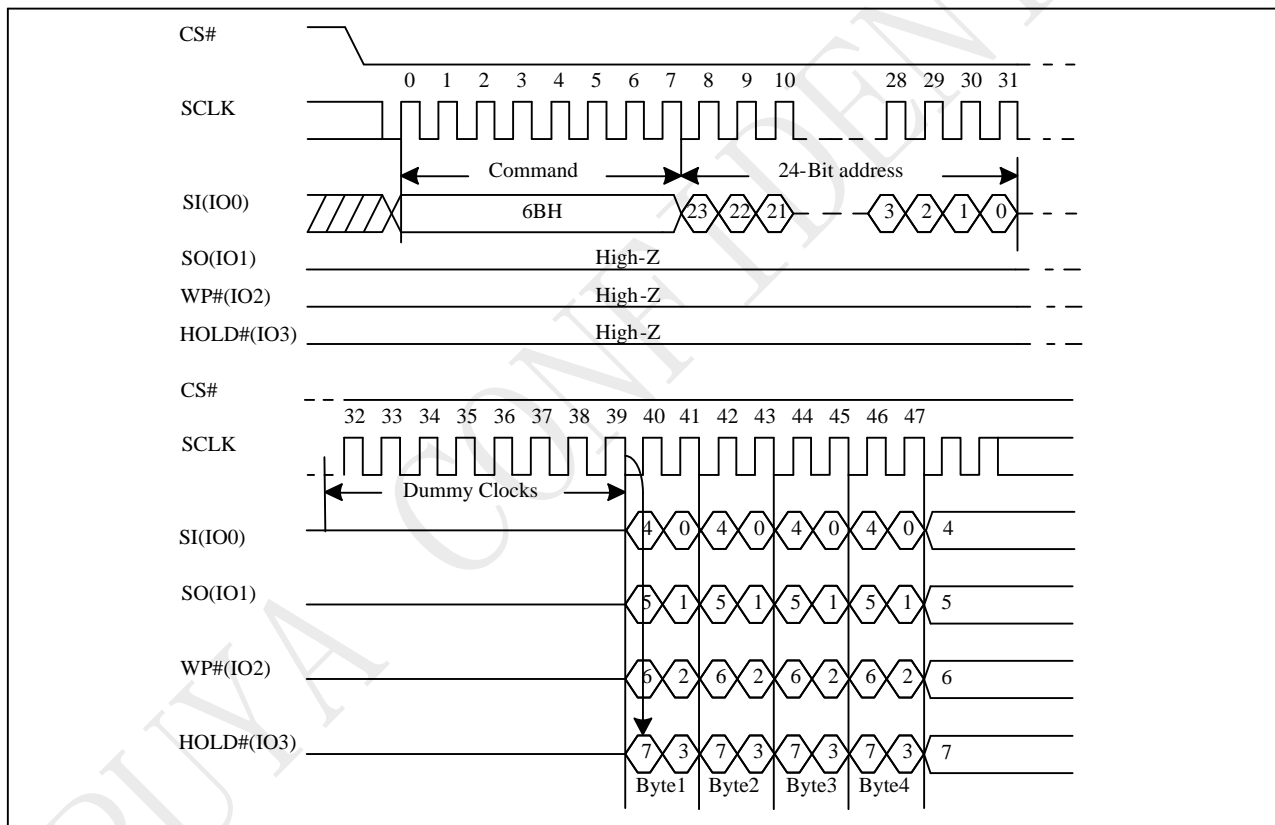 CS#
0 1 2 3 4 5 6 7 8 9 10 28 29 30 31
SCLK
Command 24-Bit address
SI(IO0) 6BH 23 22 21 3 2 1 0
SO(IO1) High-Z
WP#(IO2) High-Z
HOLD#(IO3) High-Z
CS#
32 33 34 35 36 37 38 39 40 41 42 43 44 45 46 47
SCLK
Dummy Clocks
SI(IO0) 4 0 4 0 4 0 4 0 4
SO(IO1) 5 1 5 1 5 1 5 1 5
WP#(IO2) 6 2 6 2 6 2 6 2 6
HOLD#(IO3) 7 3 7 3 7 3 7 3 7
Byte1 Byte2 Byte3 Byte4
PUYA CONFIDENT